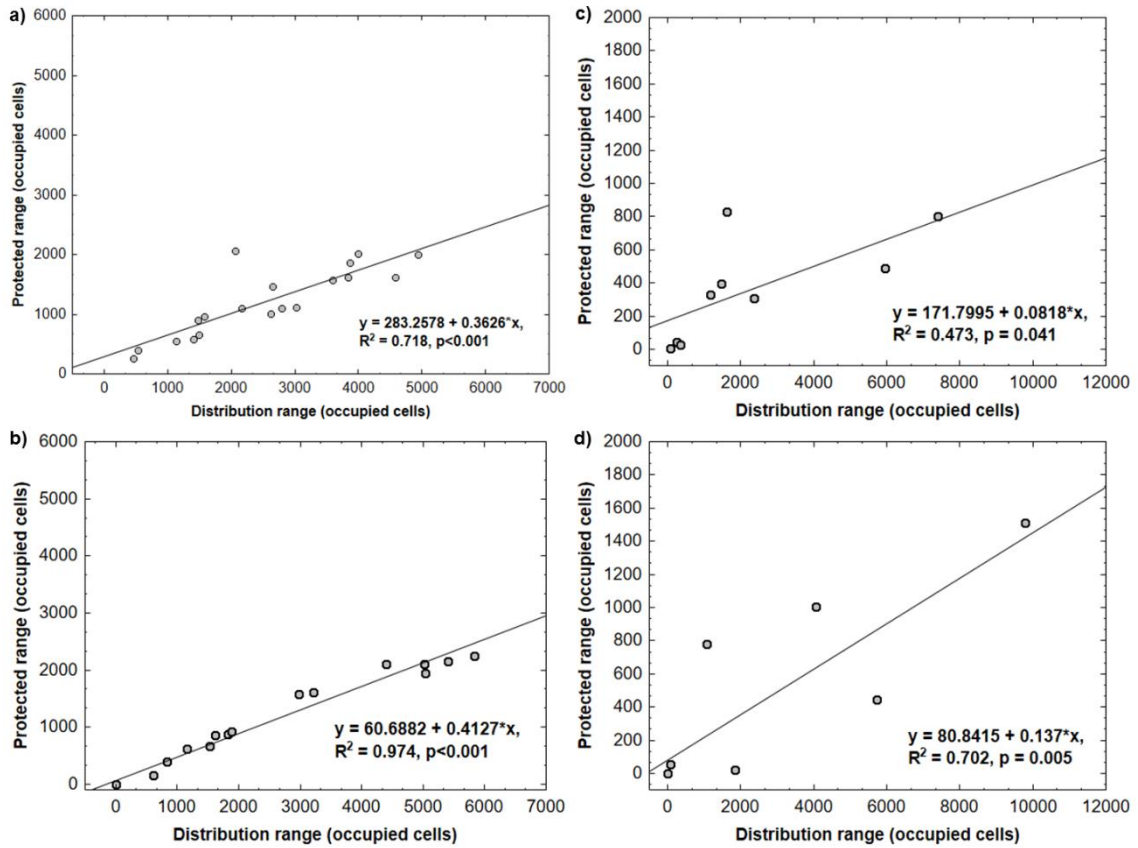 a)
6000
5000
4000
3000
2000
1000
0
Protected range (occupied cells)
y = 283.2578 + 0.3626*x,
R² = 0.718, p<0.001
0 1000 2000 3000 4000 5000 6000 7000
Distribution range (occupied cells)
b)
6000
5000
4000
3000
2000
1000
0
Protected range (occupied cells)
y = 60.6882 + 0.4127*x,
R² = 0.974, p<0.001
0 1000 2000 3000 4000 5000 6000 7000
Distribution range (occupied cells)
c)
2000
1800
1600
1400
1200
1000
800
600
400
200
0
Protected range (occupied cells)
y = 171.7995 + 0.0818*x,
R² = 0.473, p = 0.041
0 2000 4000 6000 8000 10000 12000
Distribution range (occupied cells)
d)
2000
1800
1600
1400
1200
1000
800
600
400
200
0
Protected range (occupied cells)
y = 80.8415 + 0.137*x,
R² = 0.702, p = 0.005
0 2000 4000 6000 8000 10000 12000
Distribution range (occupied cells)